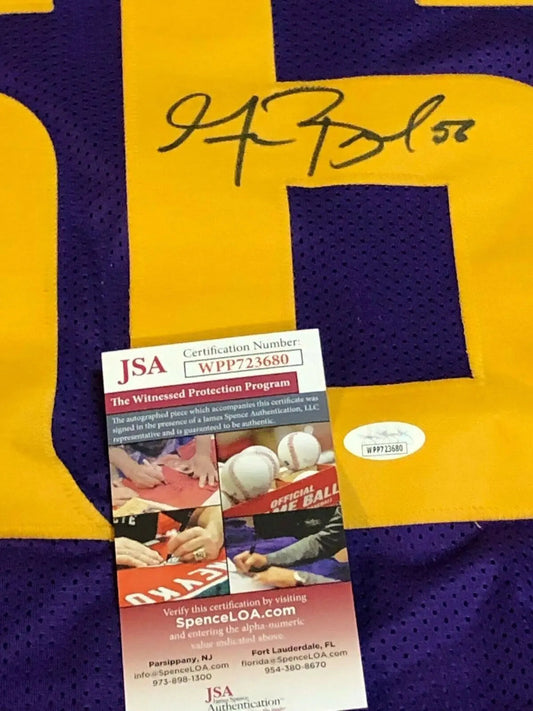 56
JSA
Certification Number:
WPP723680
The Witnessed Protection Program
The autographed piece which accompanies this certificate was
signed in the presence of a James Spence Authentication, LLC.
representative and is guaranteed to be authentic.
WPP723680
OFFICIAL
ME BALL
Verify this certification by visiting
SpenceLOA.com
and entering the alpha-numeric
value indicated above.
Parsippany, NJ
info@SpenceLOA.com
973-898-1300
Fort Lauderdale, FL
florida@SpenceLOA.com
954-380-8670
JSA
James Spence
Authentication